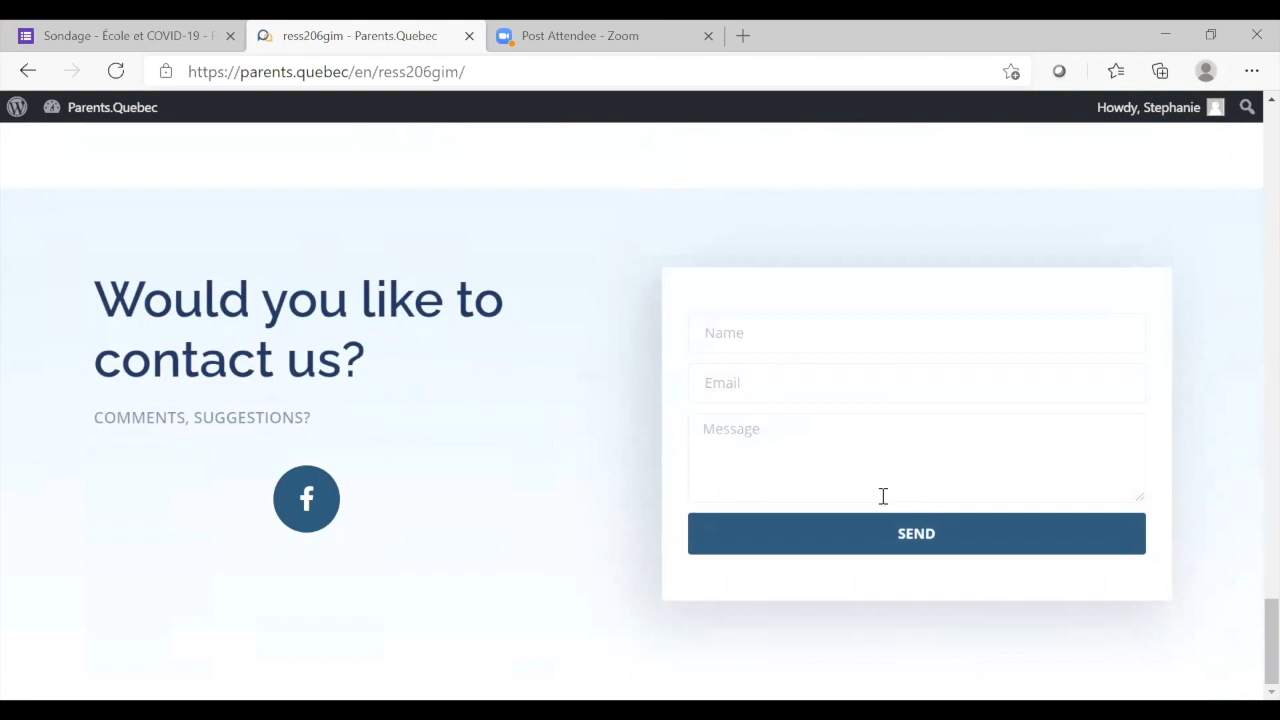 Sondage - École et COVID-19 -
ress206gim - Parents.Quebec
Post Attendee - Zoom
https://parents.quebec/en/ress206gim/
Parents.Quebec
Howdy, Stephanie
Would you like to
contact us?
COMMENTS, SUGGESTIONS?
Name
Email
Message
SEND